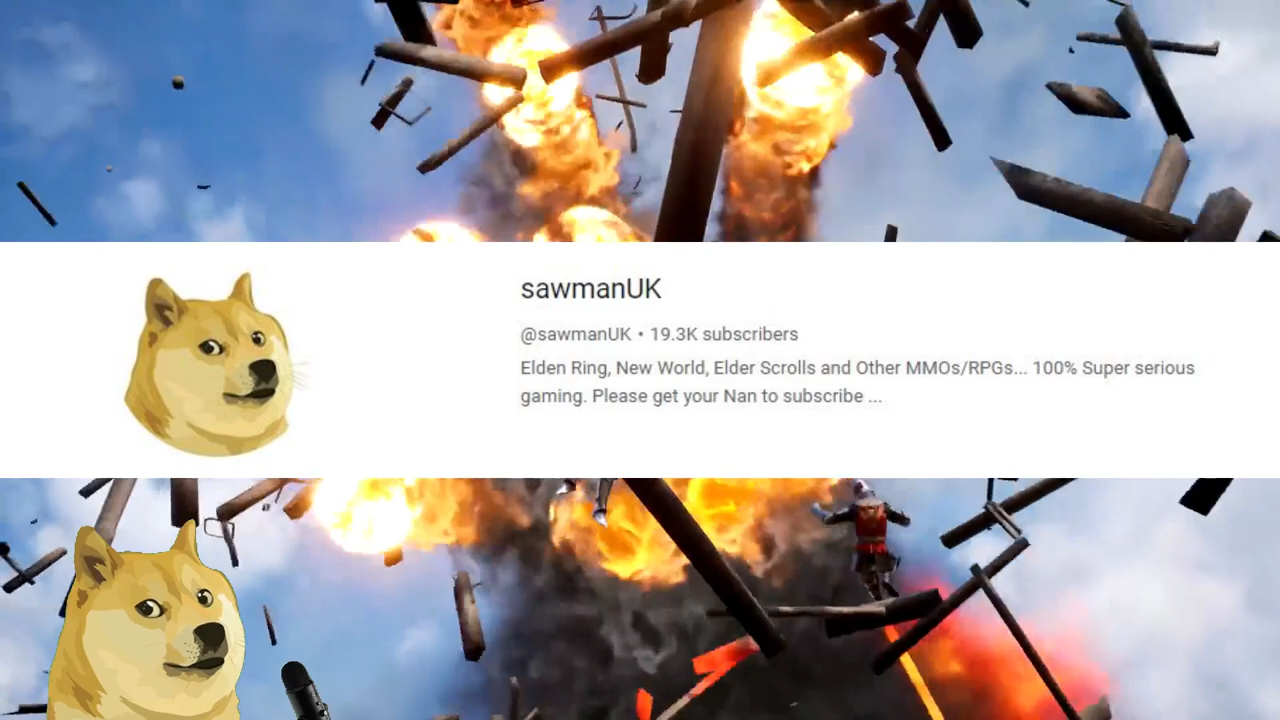 sawmanUK
@sawmanUK • 19.3K subscribers
Elden Ring, New World, Elder Scrolls and Other MMOs/RPGs... 100% Super serious
gaming. Please get your Nan to subscribe ...